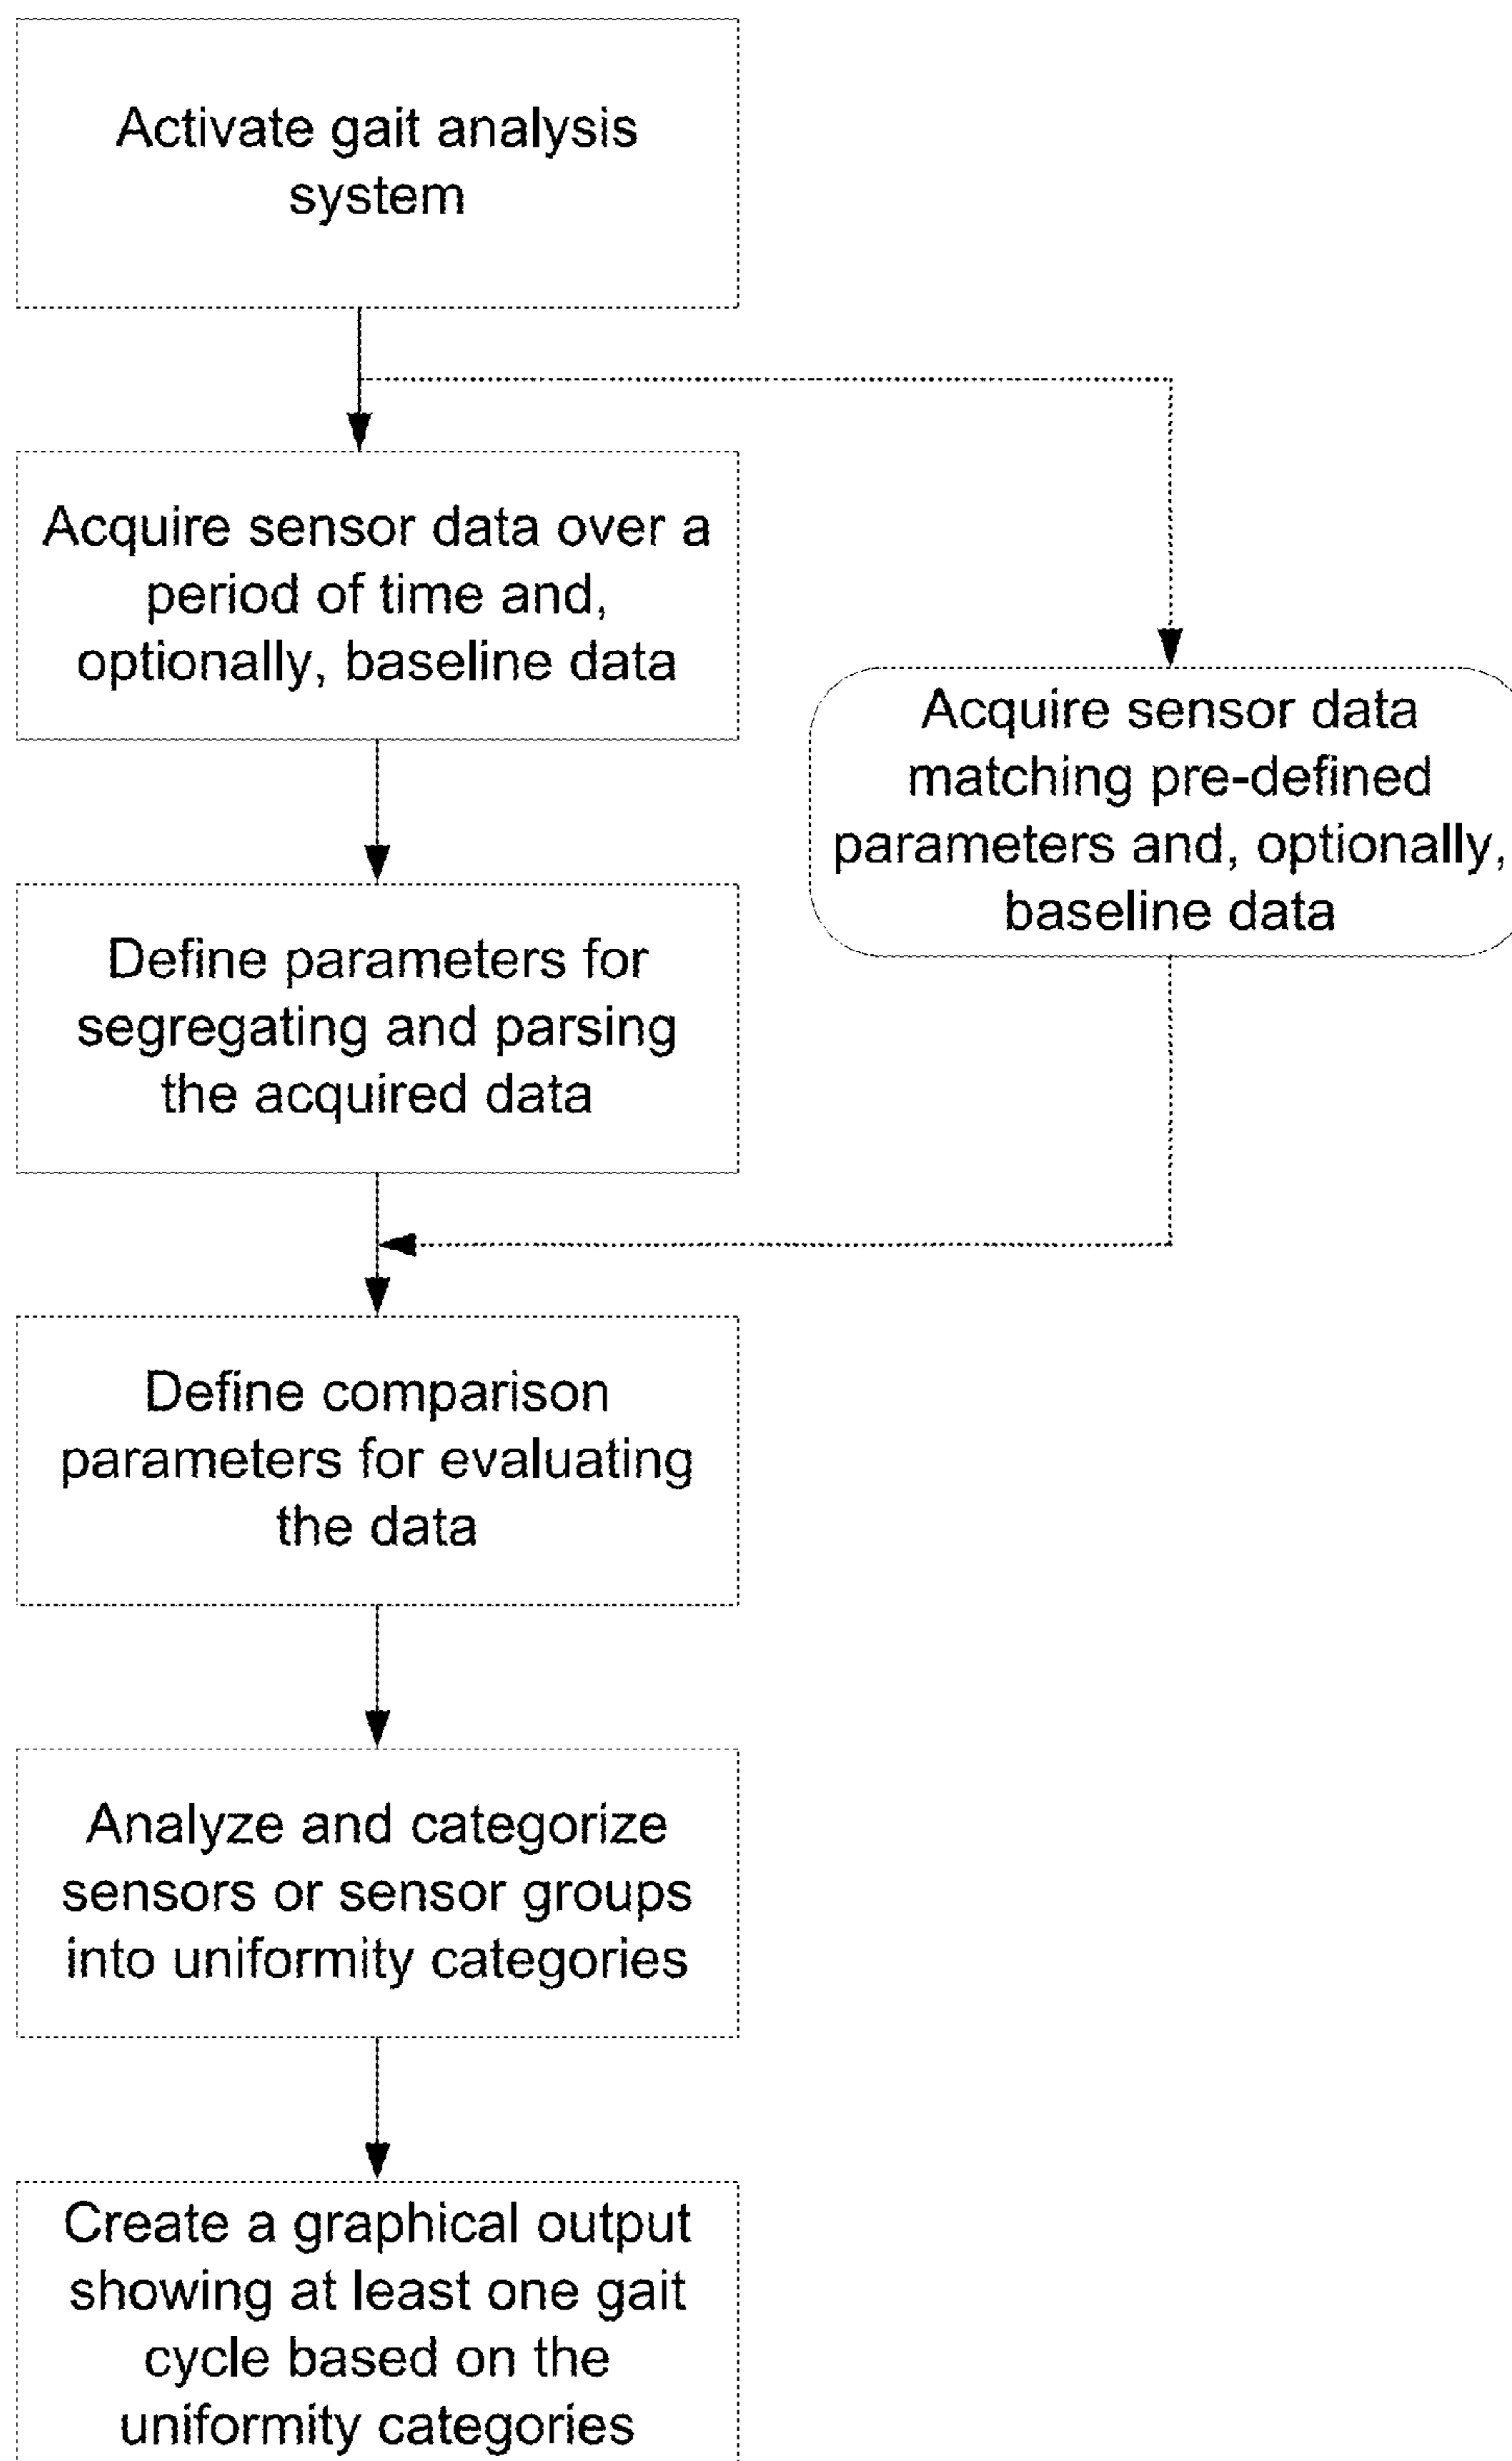 Activate gait analysis
system
Acquire sensor data over a
period of time and,
optionally, baseline data
Acquire sensor data
matching pre-defined
parameters and, optionally,
baseline data
Define parameters for
segregating and parsing
the acquired data
Define comparison
parameters for evaluating
the data
Analyze and categorize
sensors or sensor groups
into uniformity categories
Create a graphical output
showing at least one gait
cycle based on the
uniformity categories